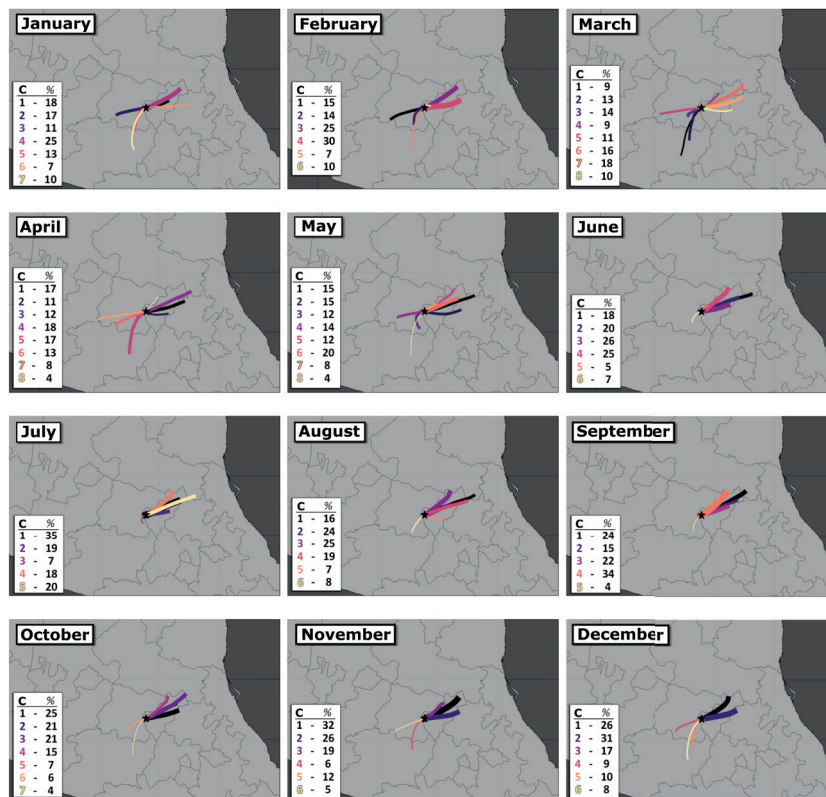 January
C %
1 - 18
2 - 17
3 - 11
4 - 25
5 - 13
6 - 7
7 - 10
February
C %
1 - 15
2 - 14
3 - 25
4 - 30
5 - 7
6 - 10
March
C %
1 - 9
2 - 13
3 - 14
4 - 9
5 - 11
6 - 16
7 - 18
8 - 10
April
C %
1 - 17
2 - 11
3 - 12
4 - 18
5 - 17
6 - 13
7 - 8
8 - 4
May
C %
1 - 15
2 - 15
3 - 12
4 - 14
5 - 12
6 - 20
7 - 8
8 - 4
June
C %
1 - 18
2 - 20
3 - 26
4 - 25
5 - 5
6 - 7
July
C %
1 - 35
2 - 19
3 - 7
4 - 18
5 - 20
August
C %
1 - 16
2 - 24
3 - 25
4 - 19
5 - 7
6 - 8
September
C %
1 - 24
2 - 15
3 - 22
4 - 34
5 - 4
October
C %
1 - 25
2 - 21
3 - 21
4 - 15
5 - 7
6 - 6
7 - 4
November
C %
1 - 32
2 - 26
3 - 19
4 - 6
5 - 12
6 - 5
December
C %
1 - 26
2 - 31
3 - 17
4 - 9
5 - 10
6 - 8